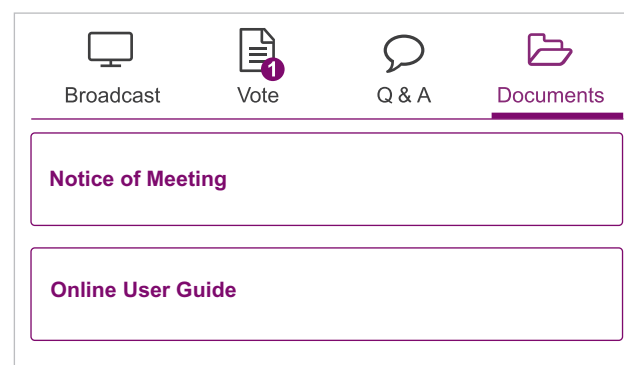 1
Broadcast Vote Q & A Documents
Notice of Meeting
Online User Guide